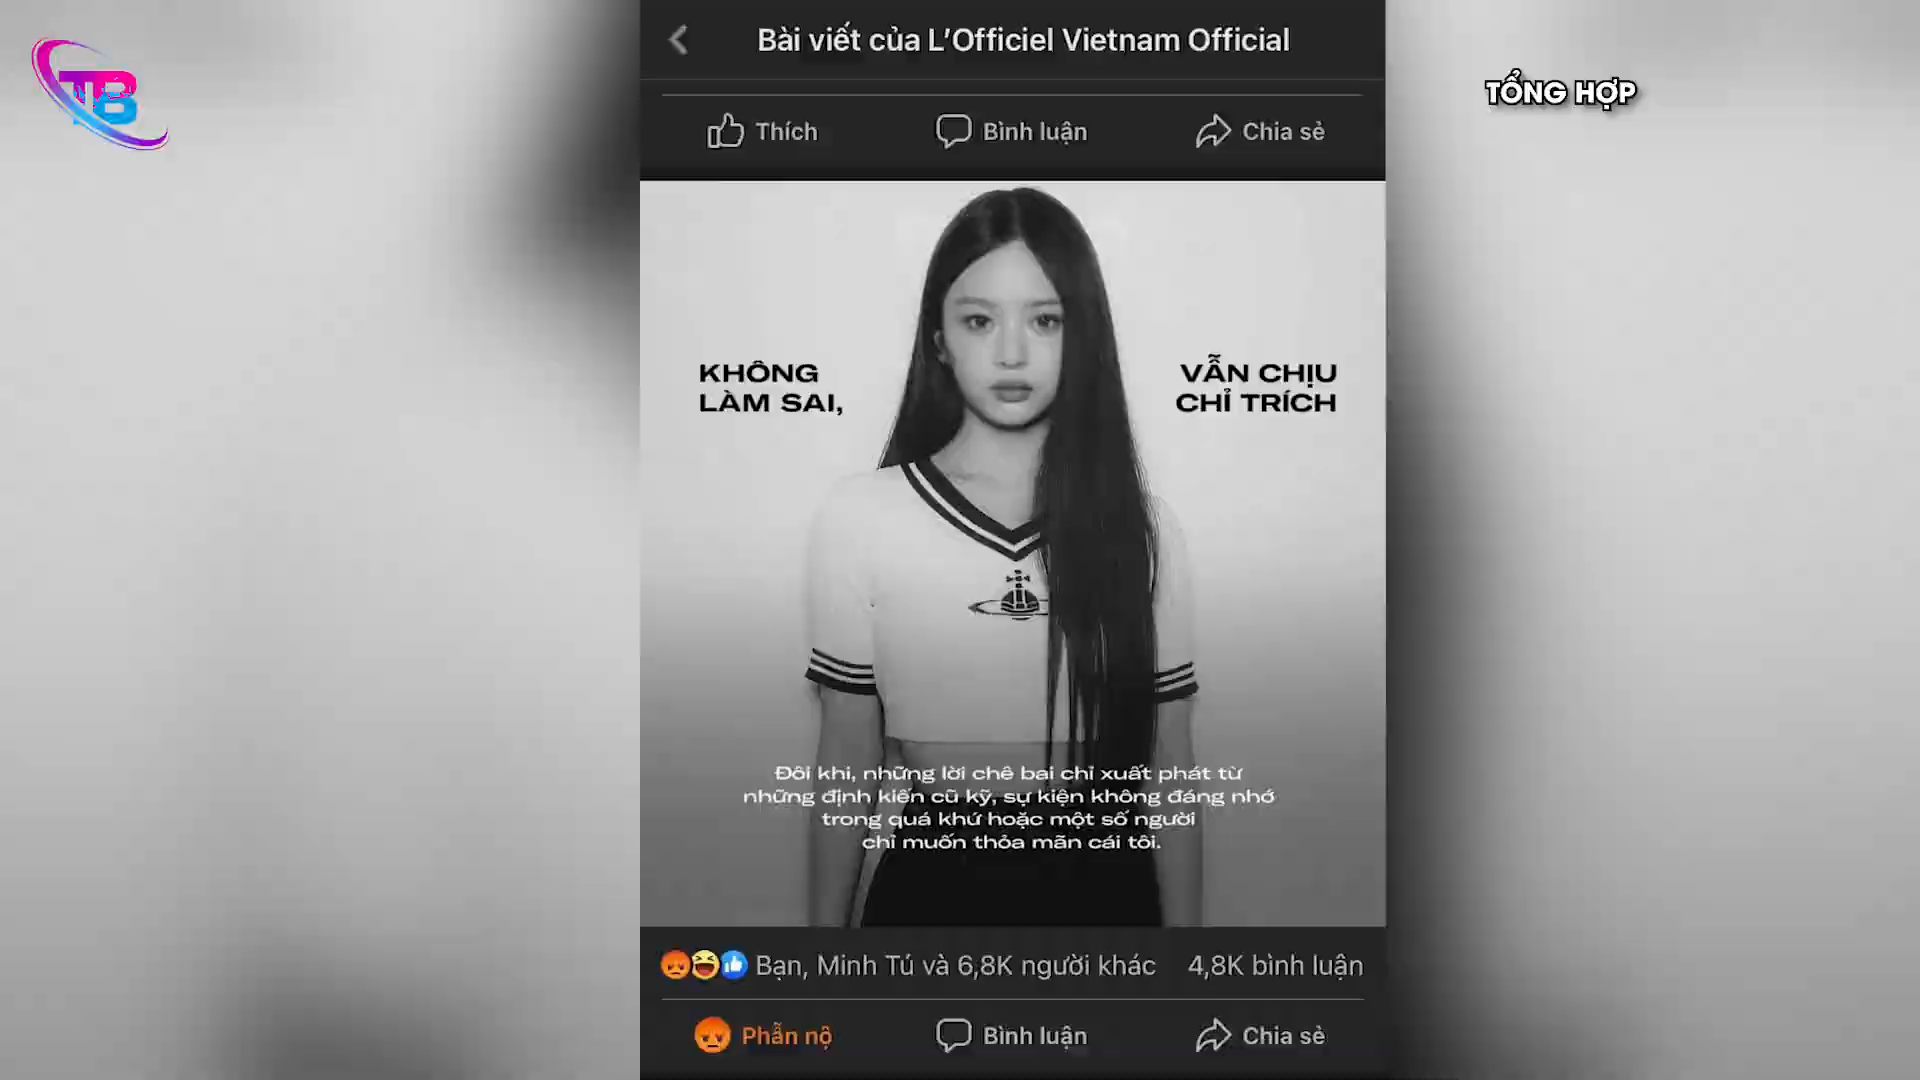 Bài viết của L'Officiel Vietnam Official
TB
TỔNG HỢP
Thích
Bình luận
Chia sẻ
KHÔNG
LÀM SAI,
VẪN CHỊU
CHỈ TRÍCH
Đôi khi, những lời chê bai chỉ xuất phát từ
những định kiến cũ kỹ, sự kiện không đáng nhớ
trong quá khứ hoặc một số người
chỉ muốn thỏa mãn cái tôi.
Bạn, Minh Tú và 6,8K người khác
4,8K bình luận
Phẫn nộ
Bình luận
Chia sẻ